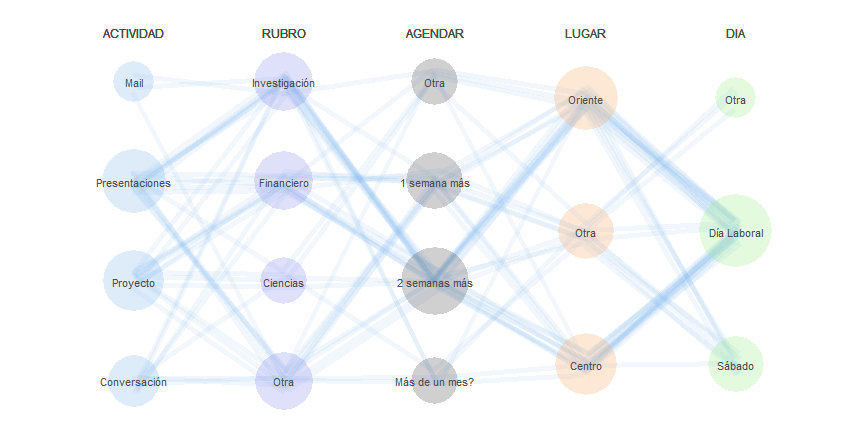 ACTIVIDAD RUBRO AGENDAR LUGAR DIA
Mail Investigación Otra Oriente Otra
Presentaciones Financiero 1 semana más Otra Día Laboral
Proyecto Ciencias 2 semanas más Centro Sábado
Conversación Otra Más de un mes?